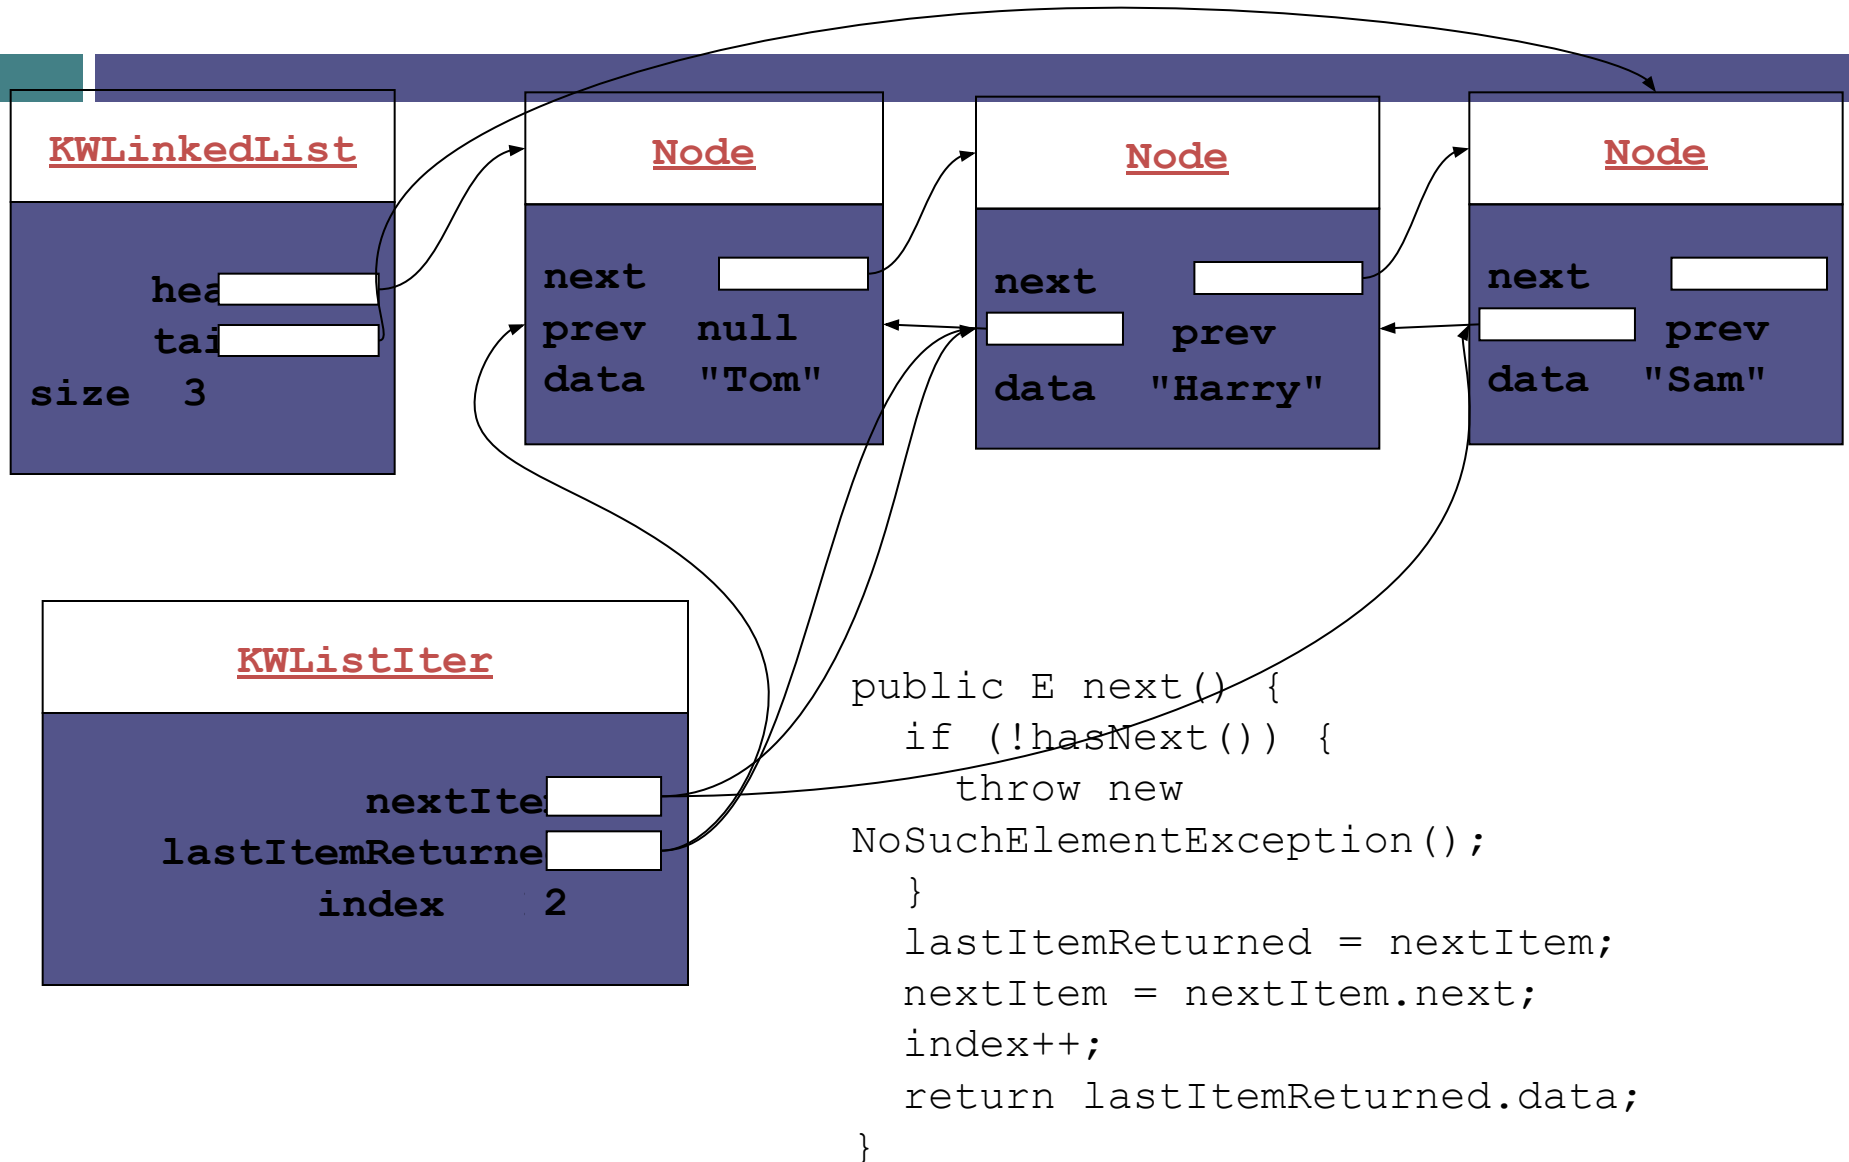 KWLinkedList
hea
tai
size 3
Node
next
prev null
data "Tom"
Node
next
prev
data "Harry"
Node
next
prev
data "Sam"
KWListIter
nextIte
lastItemReturne
index 2
public E next() {
if (!hasNext()) {
throw new
NoSuchElementException();
}
lastItemReturned = nextItem;
nextItem = nextItem.next;
index++;
return lastItemReturned.data;
}